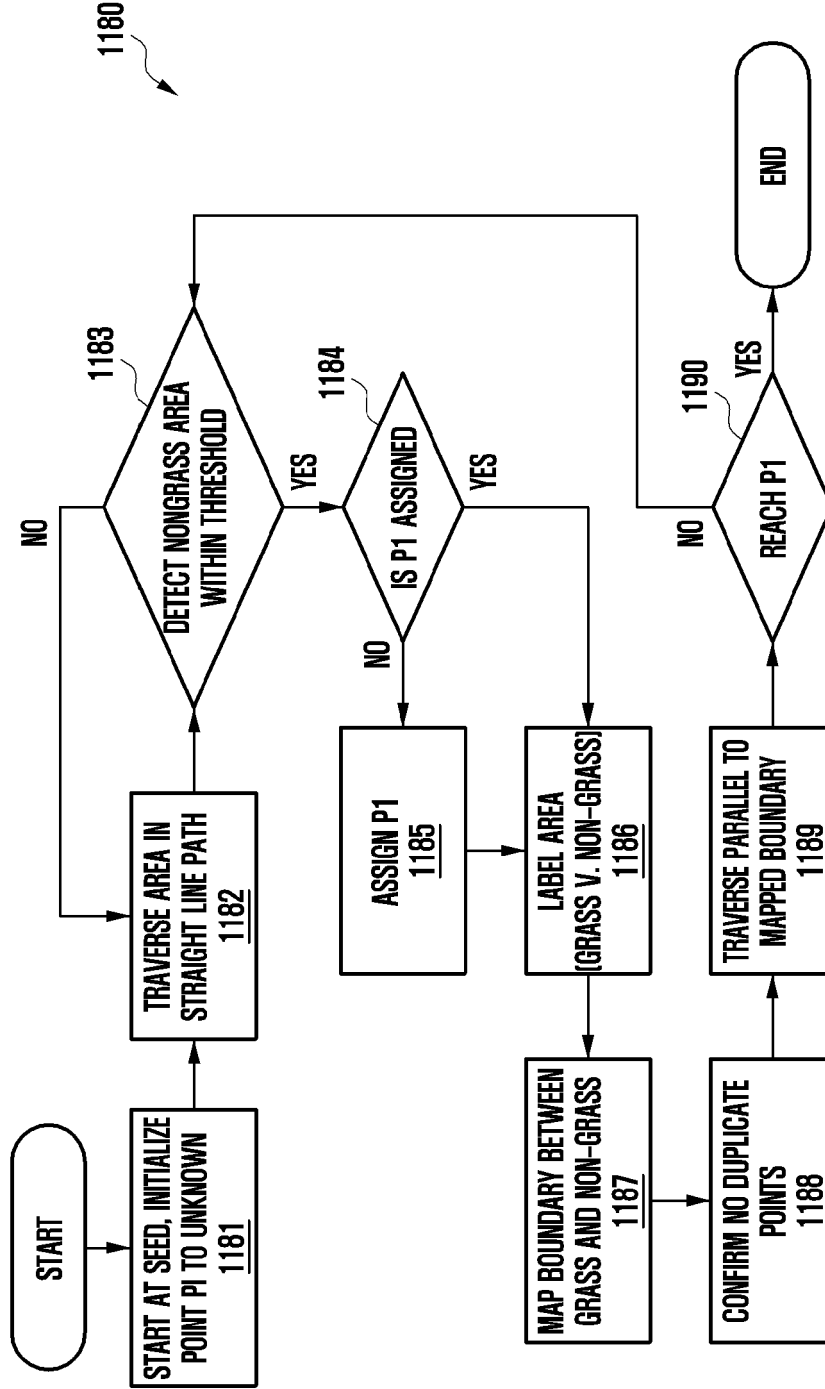 1180
START
START AT SEED, INITIALIZE
POINT PI TO UNKNOWN
1181
TRAVERSE AREA IN
STRAIGHT LINE PATH
1182
NO
DETECT NONGRASS AREA
WITHIN THRESHOLD
1183
YES
IS P1 ASSIGNED
1184
NO
YES
ASSIGN P1
1185
LABEL AREA
(GRASS V. NON-GRASS)
1186
MAP BOUNDARY BETWEEN
GRASS AND NON-GRASS
1187
CONFIRM NO DUPLICATE
POINTS
1188
TRAVERSE PARALLEL TO
MAPPED BOUNDARY
1189
NO
REACH P1
1190
YES
END